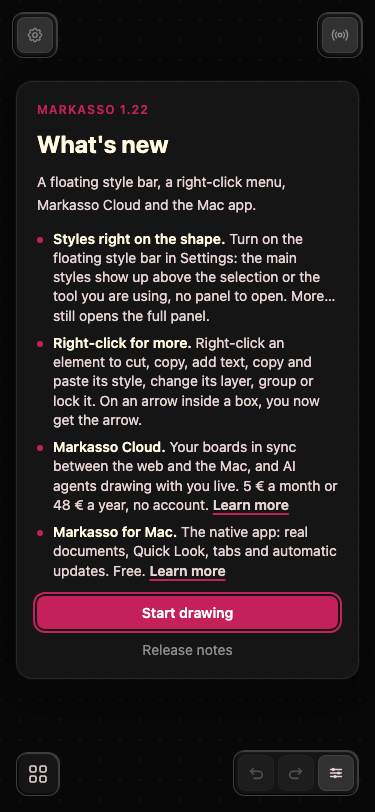 MARKASSO 1.22
What's new
A floating style bar, a right-click menu,
Markasso Cloud and the Mac app.
Styles right on the shape. Turn on the
floating style bar in Settings: the main
styles show up above the selection or the
tool you are using, no panel to open. More…
still opens the full panel.
Right-click for more. Right-click an
element to cut, copy, add text, copy and
paste its style, change its layer, group or
lock it. On an arrow inside a box, you now
get the arrow.
Markasso Cloud. Your boards in sync
between the web and the Mac, and AI
agents drawing with you live. 5 € a month or
48 € a year, no account. Learn more
Markasso for Mac. The native app: real
documents, Quick Look, tabs and automatic
updates. Free. Learn more
Start drawing
Release notes